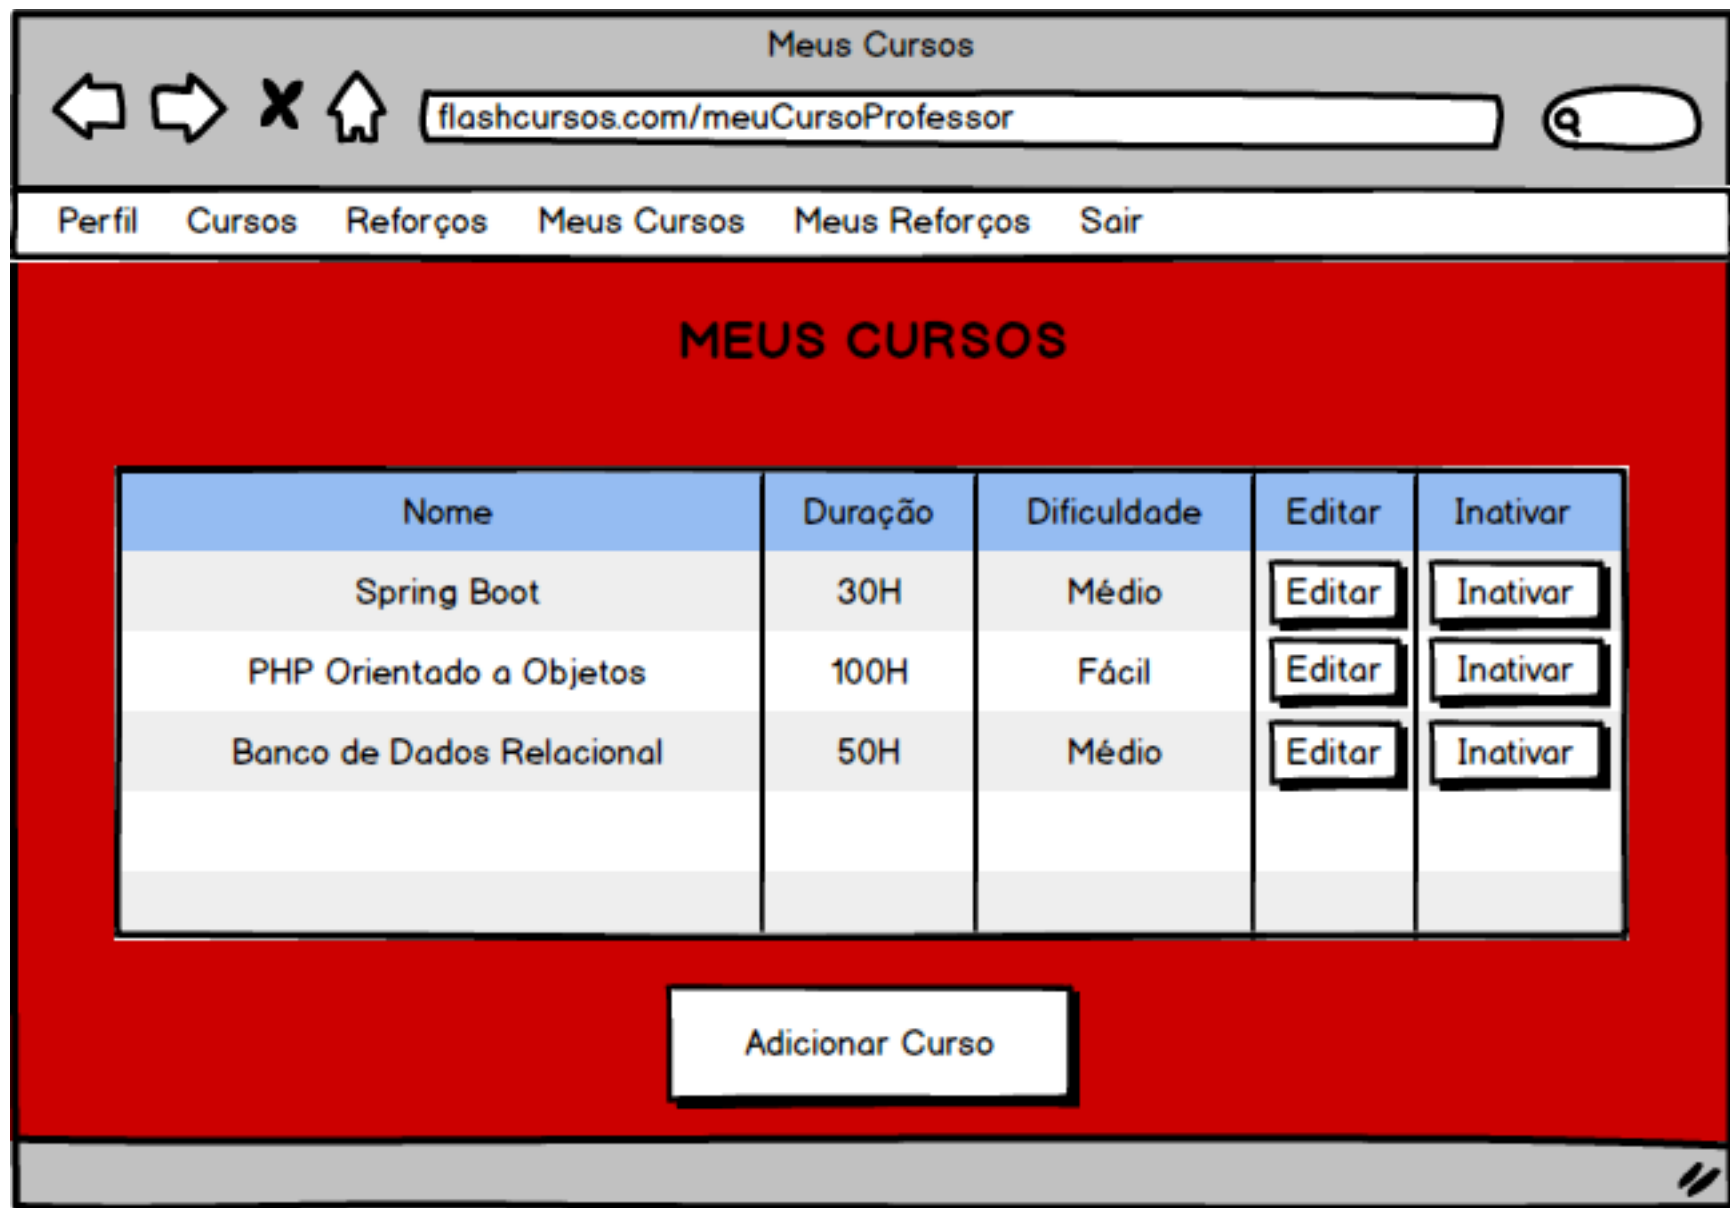 Meus Cursos
flashcursos.com/meuCursoProfessor
Perfil Cursos Reforços Meus Cursos Meus Reforços Sair
MEUS CURSOS
Nome Duração Dificuldade Editar Inativar
Spring Boot 30H Médio Editar Inativar
PHP Orientado a Objetos 100H Fácil Editar Inativar
Banco de Dados Relacional 50H Médio Editar Inativar
Adicionar Curso